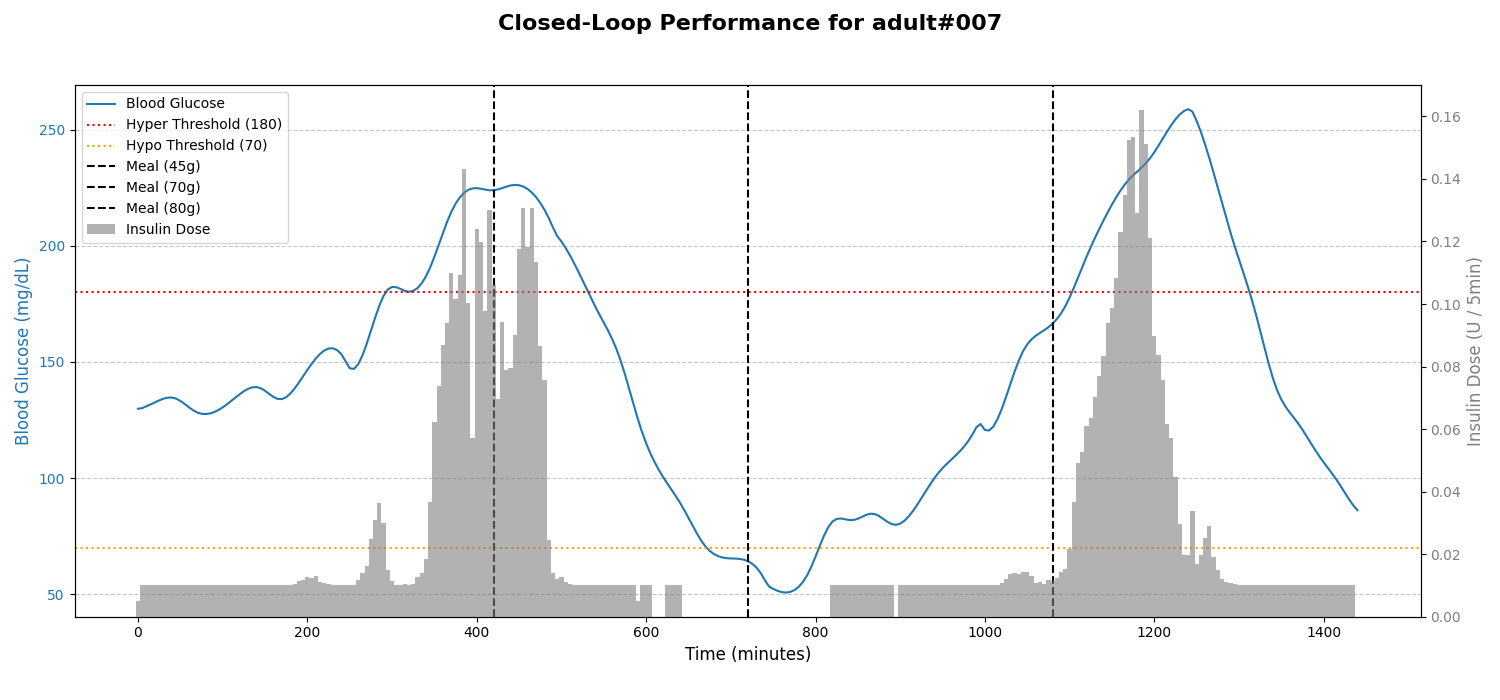 Closed-Loop Performance for adult#007
Blood Glucose
Hyper Threshold (180)
Hypo Threshold (70)
Meal (45g)
Meal (70g)
Meal (80g)
Insulin Dose
Blood Glucose (mg/dL)
250
200
150
100
50
0.16
0.14
0.12
0.10
0.08
0.06
0.04
0.02
0.00
Insulin Dose (U / 5min)
0 200 400 600 800 1000 1200 1400
Time (minutes)